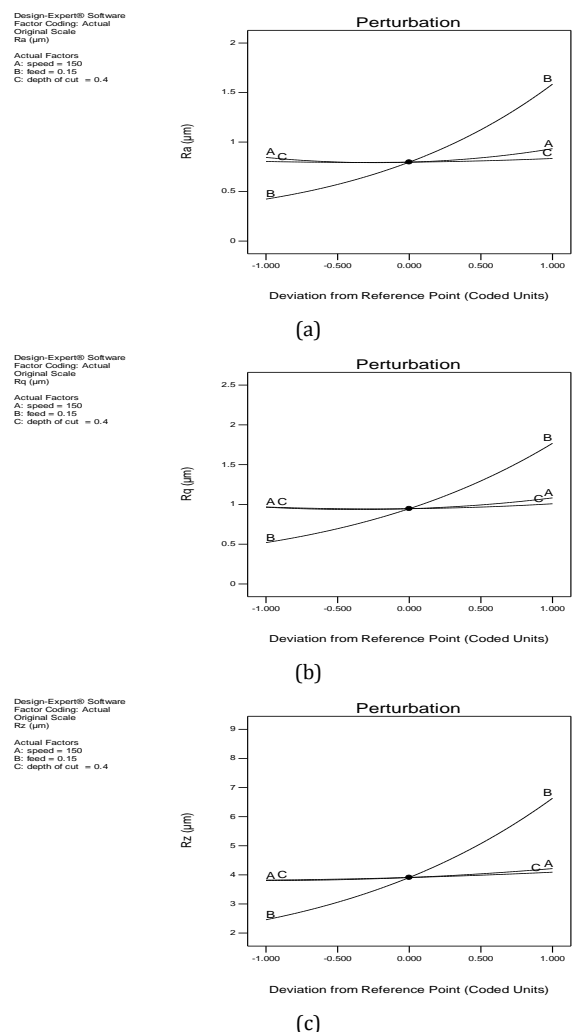 Design-Expert® Software
Factor Coding: Actual
Original Scale
Ra (µm)
Actual Factors
A: speed = 150
B: feed = 0.15
C: depth of cut = 0.4
Perturbation
Ra (µm)
2
1.5
1
0.5
0
A
C
B
B
A
C
-1.000
-0.500
0.000
0.500
1.000
Deviation from Reference Point (Coded Units)
(a)
Design-Expert® Software
Factor Coding: Actual
Original Scale
Rq (µm)
Actual Factors
A: speed = 150
B: feed = 0.15
C: depth of cut = 0.4
Perturbation
Rq (µm)
2.5
2
1.5
1
0.5
0
A C
B
B
C A
-1.000
-0.500
0.000
0.500
1.000
Deviation from Reference Point (Coded Units)
(b)
Design-Expert® Software
Factor Coding: Actual
Original Scale
Rz (µm)
Actual Factors
A: speed = 150
B: feed = 0.15
C: depth of cut = 0.4
Perturbation
Rz (µm)
9
8
7
6
5
4
3
2
A C
B
B
C A
-1.000
-0.500
0.000
0.500
1.000
Deviation from Reference Point (Coded Units)
(c)